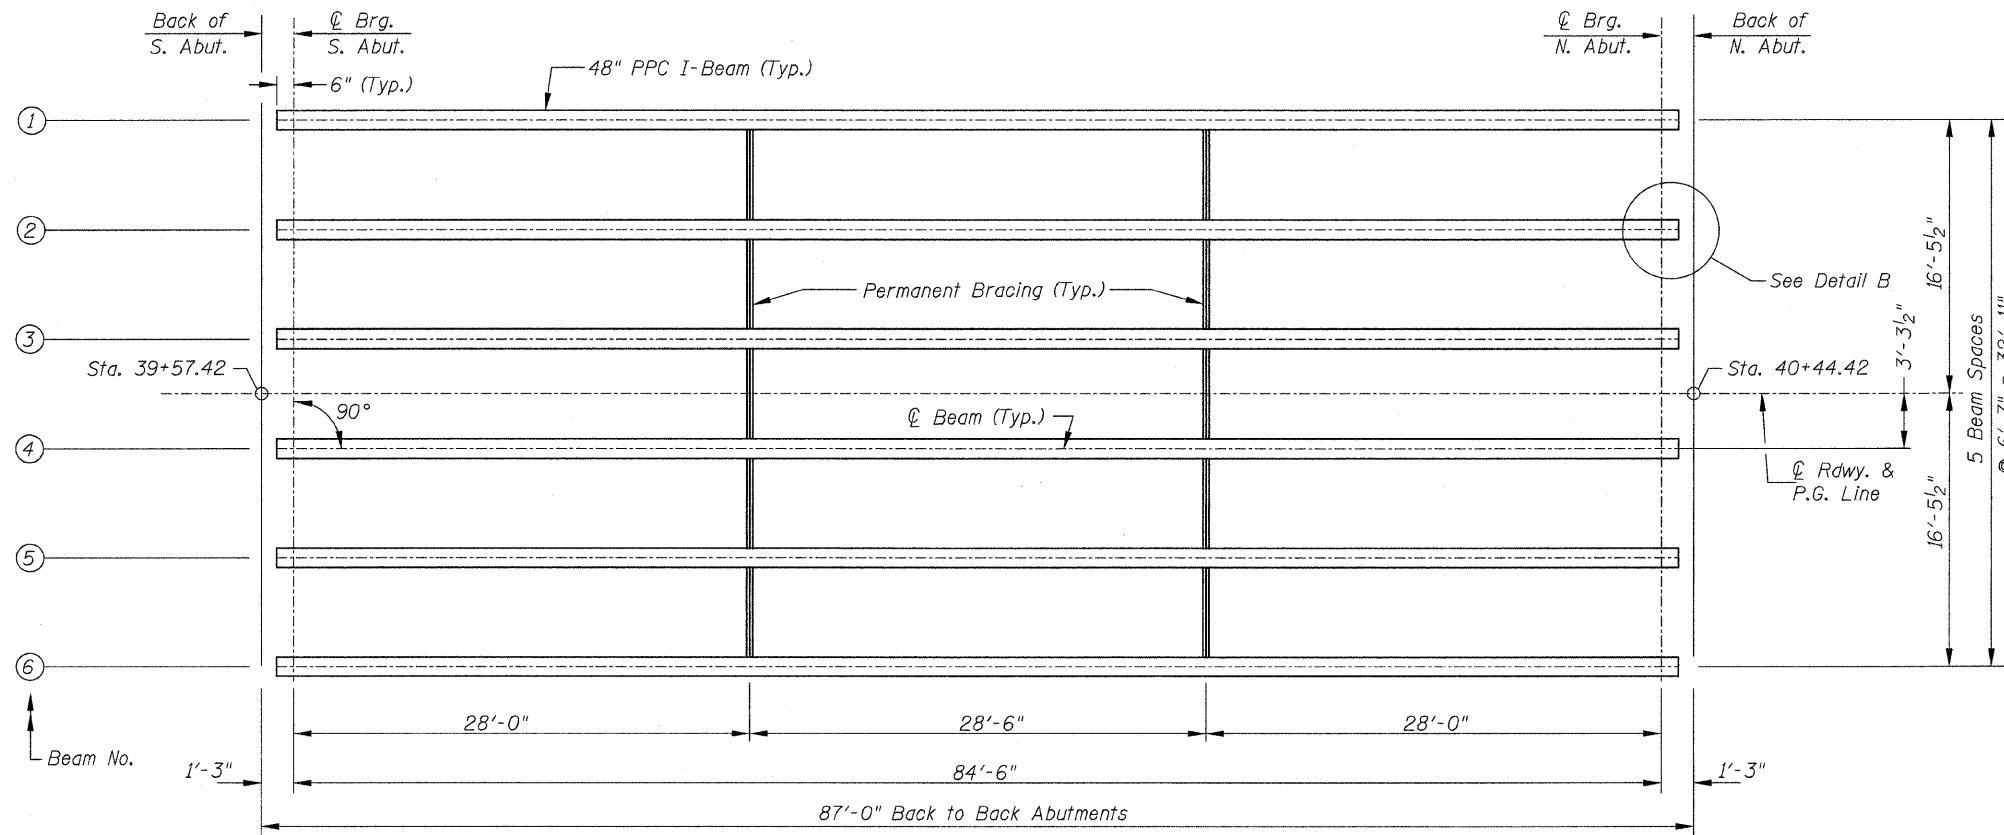 Back of
S. Abut.
℄ Brg.
S. Abut.
℄ Brg.
N. Abut.
Back of
N. Abut.
6" (Typ.)
48" PPC I-Beam (Typ.)
1
2
3
4
5
6
Permanent Bracing (Typ.)
See Detail B
Sta. 39+57.42
Sta. 40+44.42
90°
℄ Beam (Typ.)
℄ Rdwy. &
P.G. Line
3'-3½"
16'-5½"
16'-5½"
5 Beam Spaces
28'-0"
28'-6"
28'-0"
Beam No.
1'-3"
84'-6"
1'-3"
87'-0" Back to Back Abutments